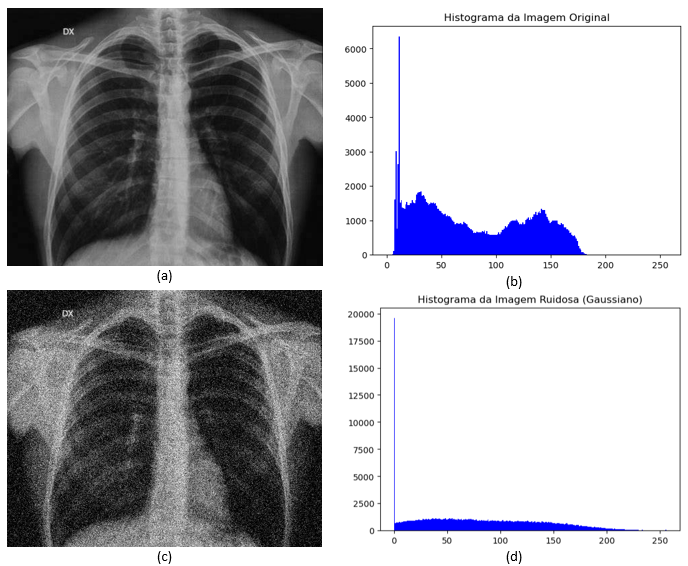 DX
(a)
Histograma da Imagem Original
6000
5000
4000
3000
2000
1000
0
0 50 100 150 200 250
(b)
DX
(c)
Histograma da Imagem Ruidosa (Gaussiano)
20000
17500
15000
12500
10000
7500
5000
2500
0
0 50 100 150 200 250
(d)